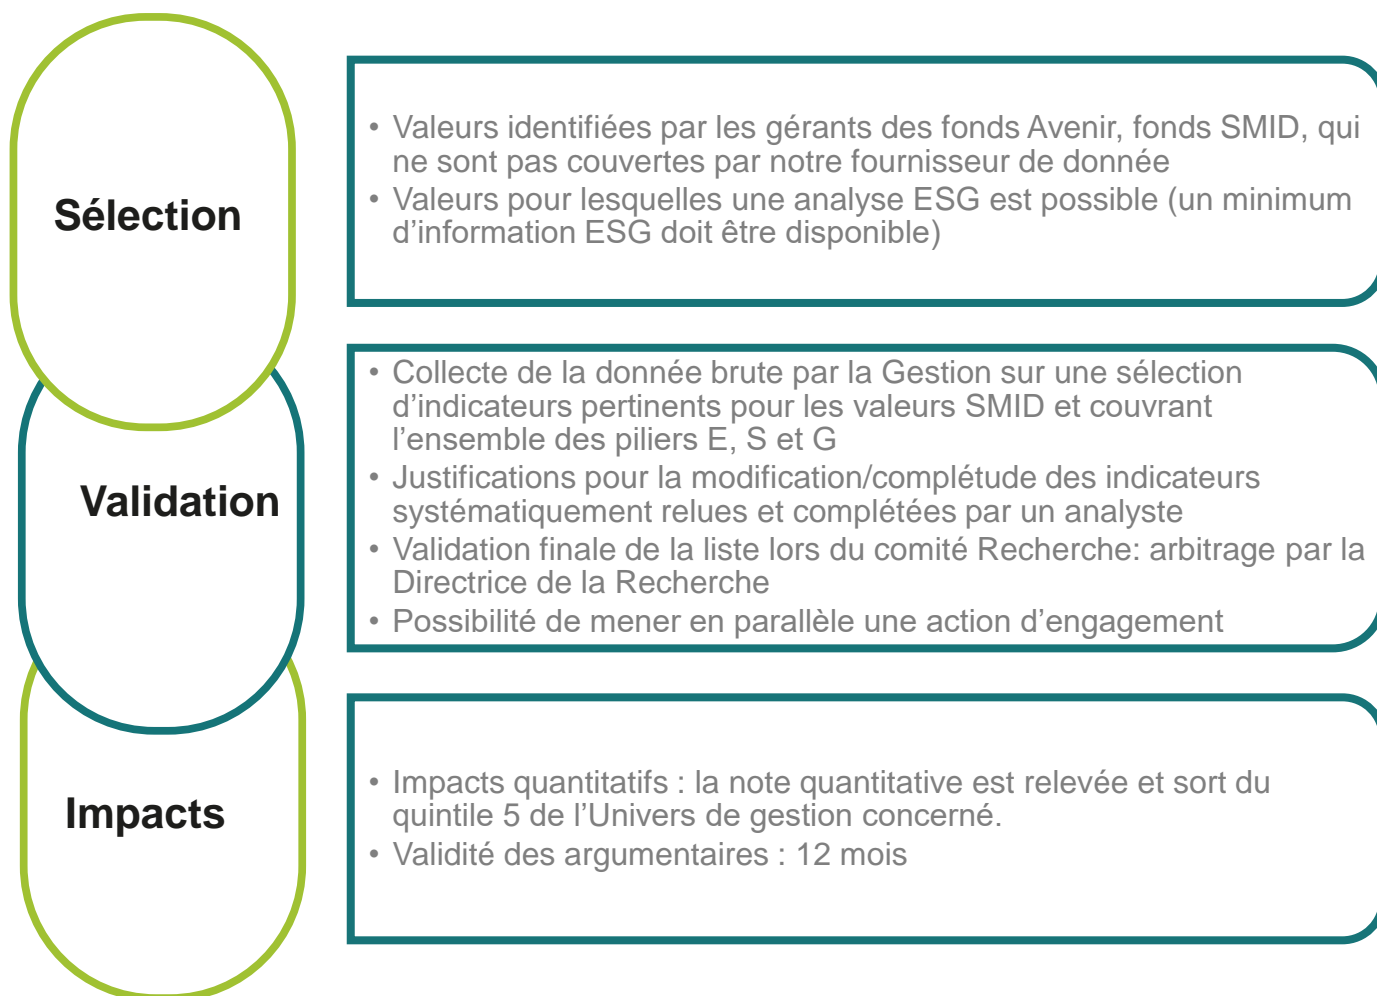 Sélection
• Valeurs identifiées par les gérants des fonds Avenir, fonds SMID, qui
ne sont pas couvertes par notre fournisseur de donnée
• Valeurs pour lesquelles une analyse ESG est possible (un minimum
d’information ESG doit être disponible)
Validation
• Collecte de la donnée brute par la Gestion sur une sélection
d’indicateurs pertinents pour les valeurs SMID et couvrant
l’ensemble des piliers E, S et G
• Justifications pour la modification/complétude des indicateurs
systématiquement relues et complétées par un analyste
• Validation finale de la liste lors du comité Recherche: arbitrage par la
Directrice de la Recherche
• Possibilité de mener en parallèle une action d’engagement
Impacts
• Impacts quantitatifs : la note quantitative est relevée et sort du
quintile 5 de l’Univers de gestion concerné.
• Validité des argumentaires : 12 mois